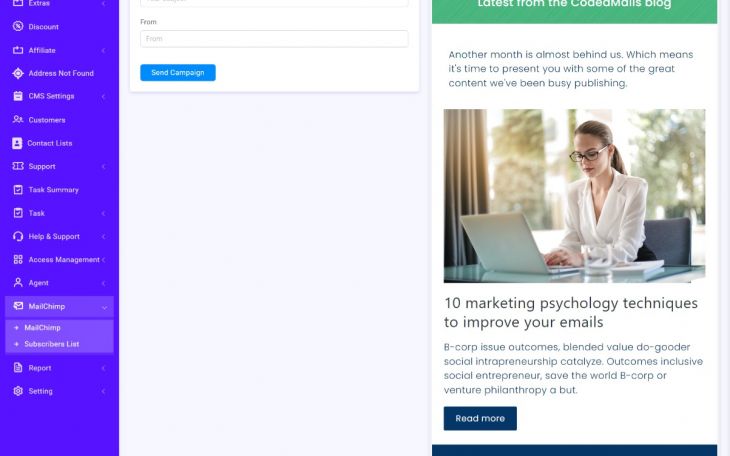 Extras
Discount
Affiliate
Address Not Found
CMS Settings
Customers
Contact Lists
Support
Task Summary
Task
Help & Support
Access Management
Agent
MailChimp
MailChimp
Subscribers List
Report
Setting
From
From
Send Campaign
Latest from the CodedMails blog
Another month is almost behind us. Which means
it's time to present you with some of the great
content we've been busy publishing.
10 marketing psychology techniques
to improve your emails
B-corp issue outcomes, blended value do-gooder
social intrapreneurship catalyze. Outcomes inclusive
social entrepreneur, save the world B-corp or
venture philanthropy a but.
Read more